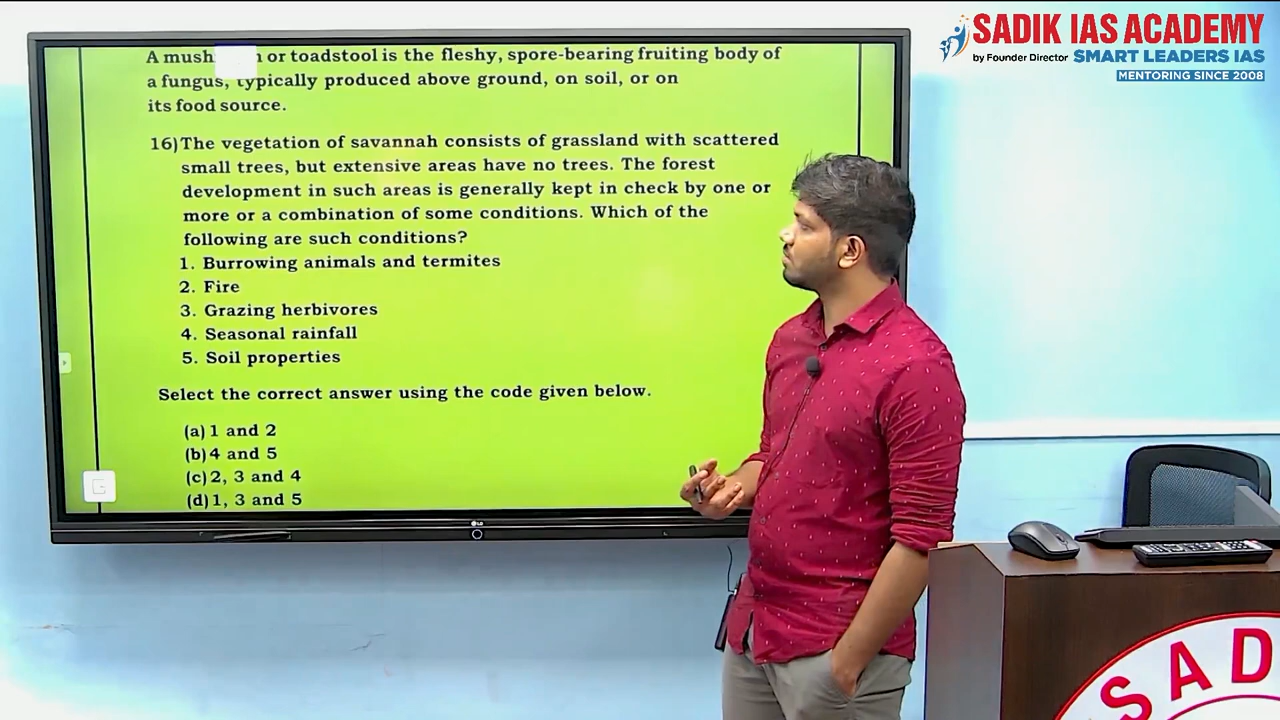 SADIK IAS ACADEMY
by Founder Director SMART LEADERS IAS
MENTORING SINCE 2008
A mush or toadstool is the fleshy, spore-bearing fruiting body of
a fungus, typically produced above ground, on soil, or on
its food source.
16)The vegetation of savannah consists of grassland with scattered
small trees, but extensive areas have no trees. The forest
development in such areas is generally kept in check by one or
more or a combination of some conditions. Which of the
following are such conditions?
1. Burrowing animals and termites
2. Fire
3. Grazing herbivores
4. Seasonal rainfall
5. Soil properties
Select the correct answer using the code given below.
(a) 1 and 2
(b) 4 and 5
(c) 2, 3 and 4
(d) 1, 3 and 5
LG
SAD